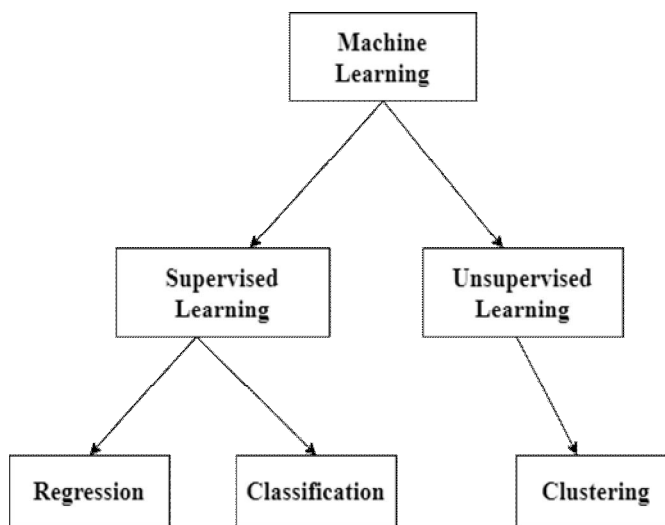 Machine
Learning
Supervised
Learning
Unsupervised
Learning
Regression
Classification
Clustering